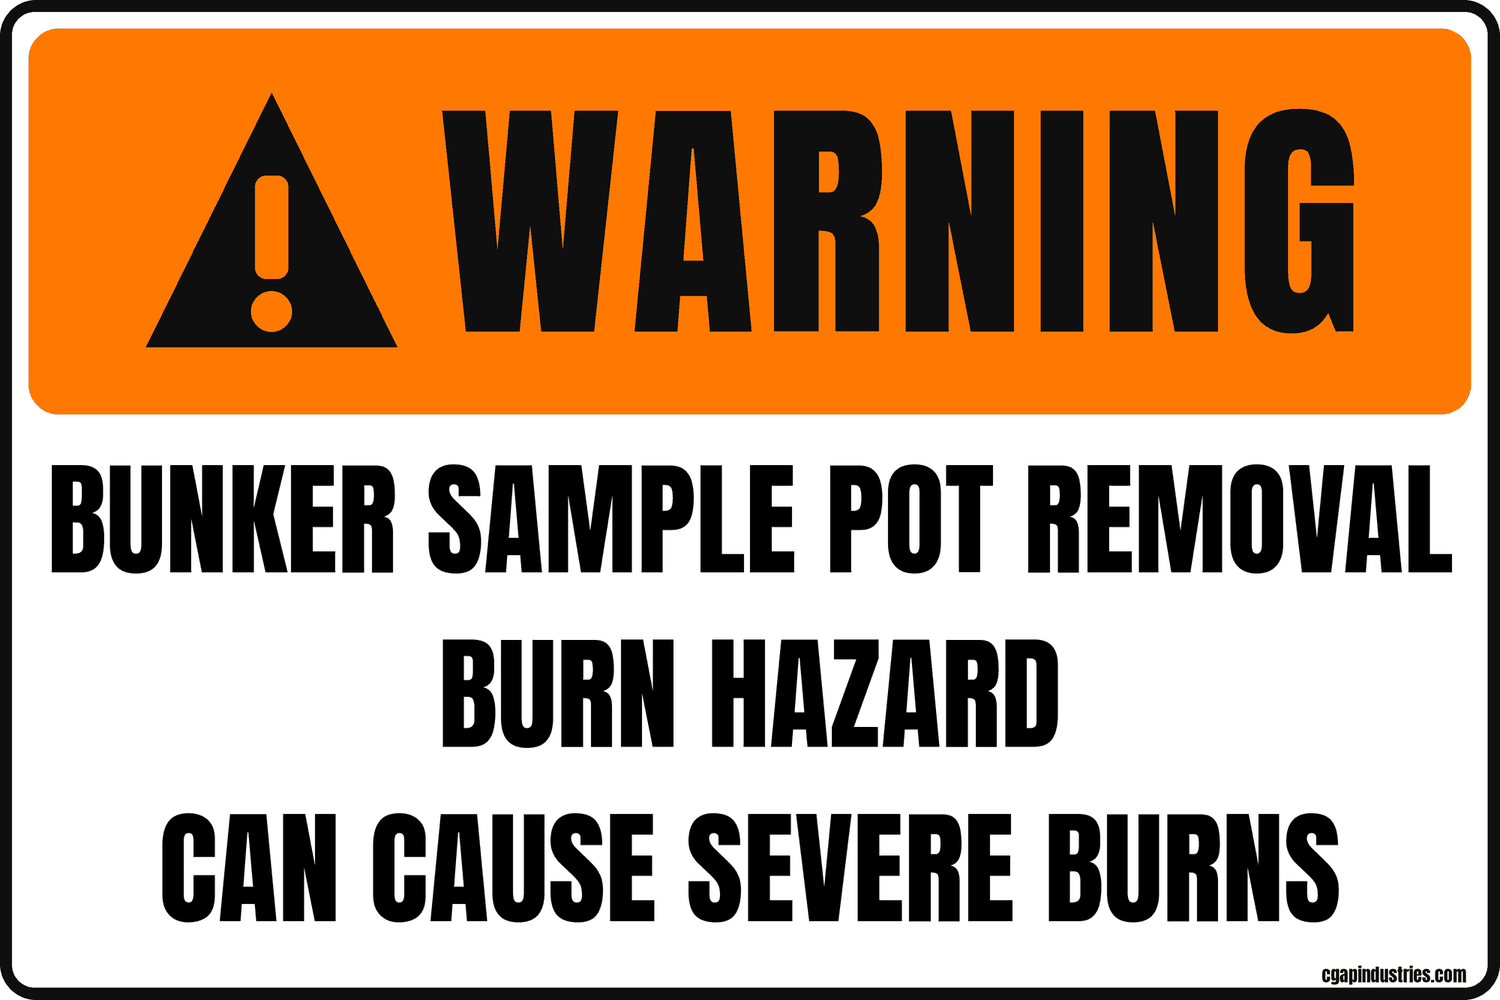 WARNING
BUNKER SAMPLE POT REMOVAL
BURN HAZARD
CAN CAUSE SEVERE BURNS
cgapindustries.com